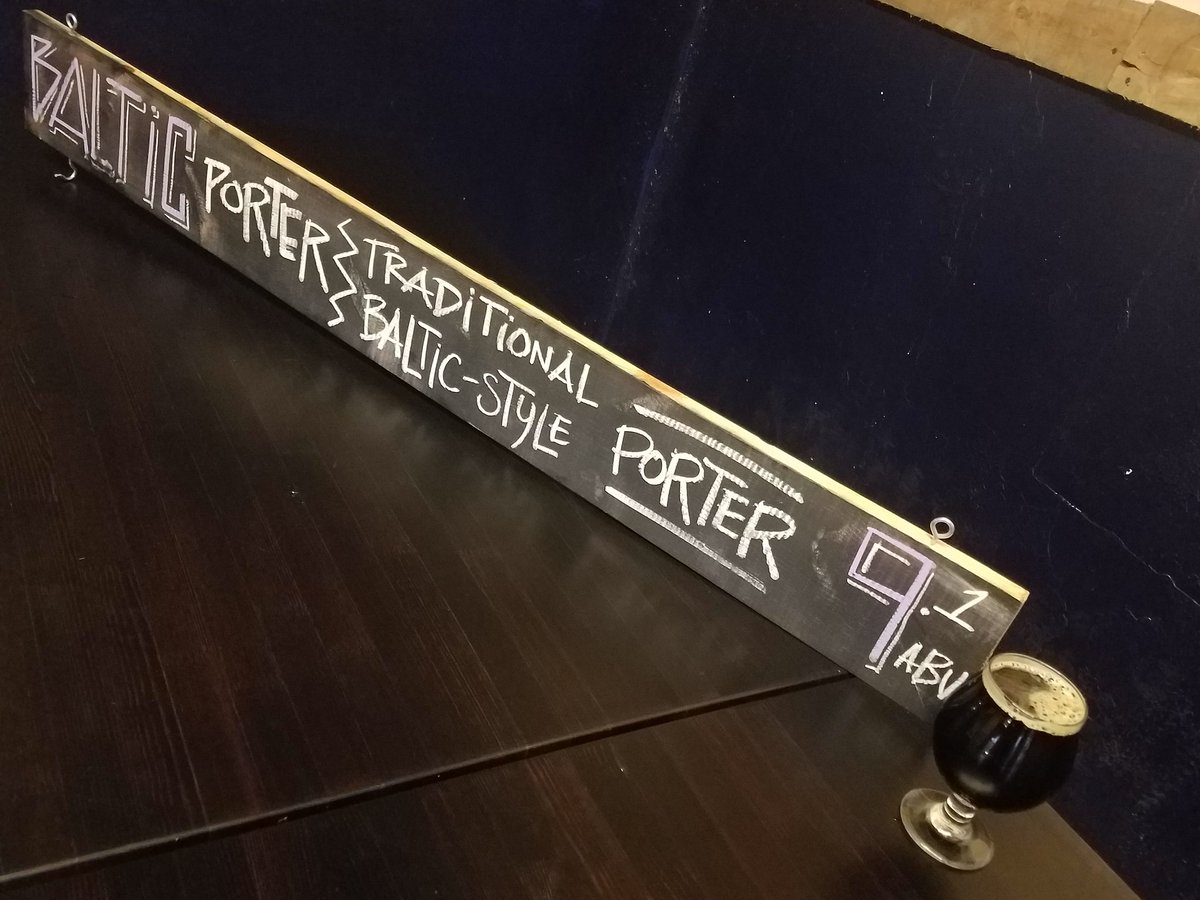 BALTiC PORTER
TRADiTiONAL
BALTiC-STYLE
PORTER
9.1
ABV